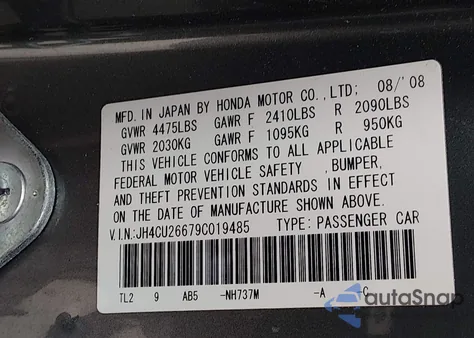 MFD. IN JAPAN BY HONDA MOTOR CO.,LTD; 08/'08
GVWR 4475LBS GAWR F 2410LBS R 2090LBS
GVWR 2030KG GAWR F 1095KG R 950KG
THIS VEHICLE CONFORMS TO ALL APPLICABLE
FEDERAL MOTOR VEHICLE SAFETY ,BUMPER,
AND THEFT PREVENTION STANDARDS IN EFFECT
ON THE DATE OF MANUFACTURE SHOWN ABOVE.
V.I.N:JH4CU26679C019485 TYPE: PASSENGER CAR
TL2 9 AB5 -NH737M -A -C
autoSnap